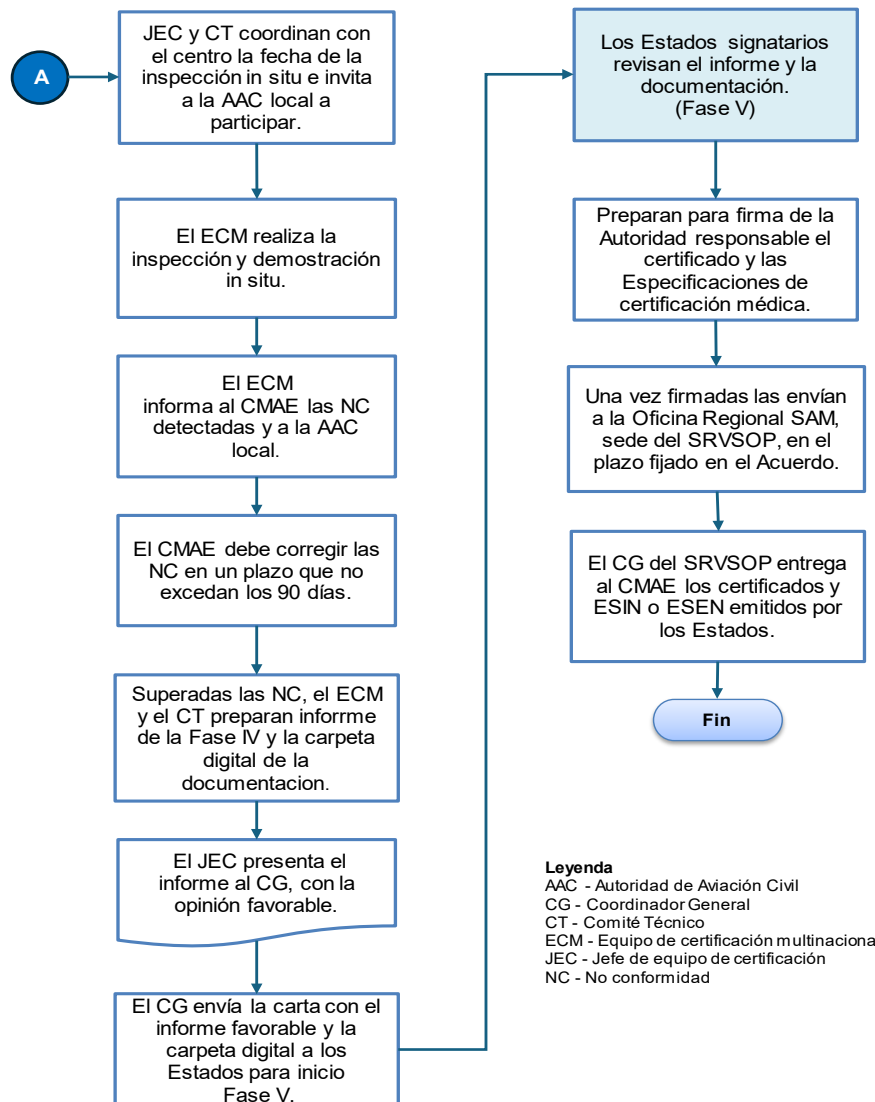 A
JEC y CT coordinan con
el centro la fecha de la
inspección in situ e invita
a la AAC local a
participar.
El ECM realiza la
inspección y demostración
in situ.
El ECM
informa al CMAE las NC
detectadas y a la AAC
local.
El CMAE debe corregir las
NC en un plazo que no
excedan los 90 días.
Superadas las NC, el ECM
y el CT preparan inforrme
de la Fase IV y la carpeta
digital de la
documentacion.
El JEC presenta el
informe al CG, con la
opinión favorable.
El CG envía la carta con el
informe favorable y la
carpeta digital a los
Estados para inicio
Fase V.
Los Estados signatarios
revisan el informe y la
documentación.
(Fase V)
Preparan para firma de la
Autoridad responsable el
certificado y las
Especificaciones de
certificación médica.
Una vez firmadas las envían
a la Oficina Regional SAM,
sede del SRVSOP, en el
plazo fijado en el Acuerdo.
El CG del SRVSOP entrega
al CMAE los certificados y
ESIN o ESEN emitidos por
los Estados.
Fin
Leyenda
AAC - Autoridad de Aviación Civil
CG - Coordinador General
CT - Comité Técnico
ECM - Equipo de certificación multinaciona
JEC - Jefe de equipo de certificación
NC - No conformidad